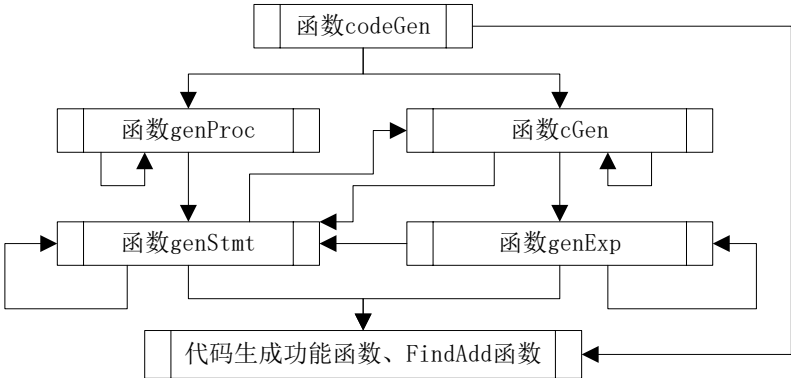 函数codeGen
函数genProc
函数cGen
函数genStmt
函数genExp
代码生成功能函数、FindAdd函数